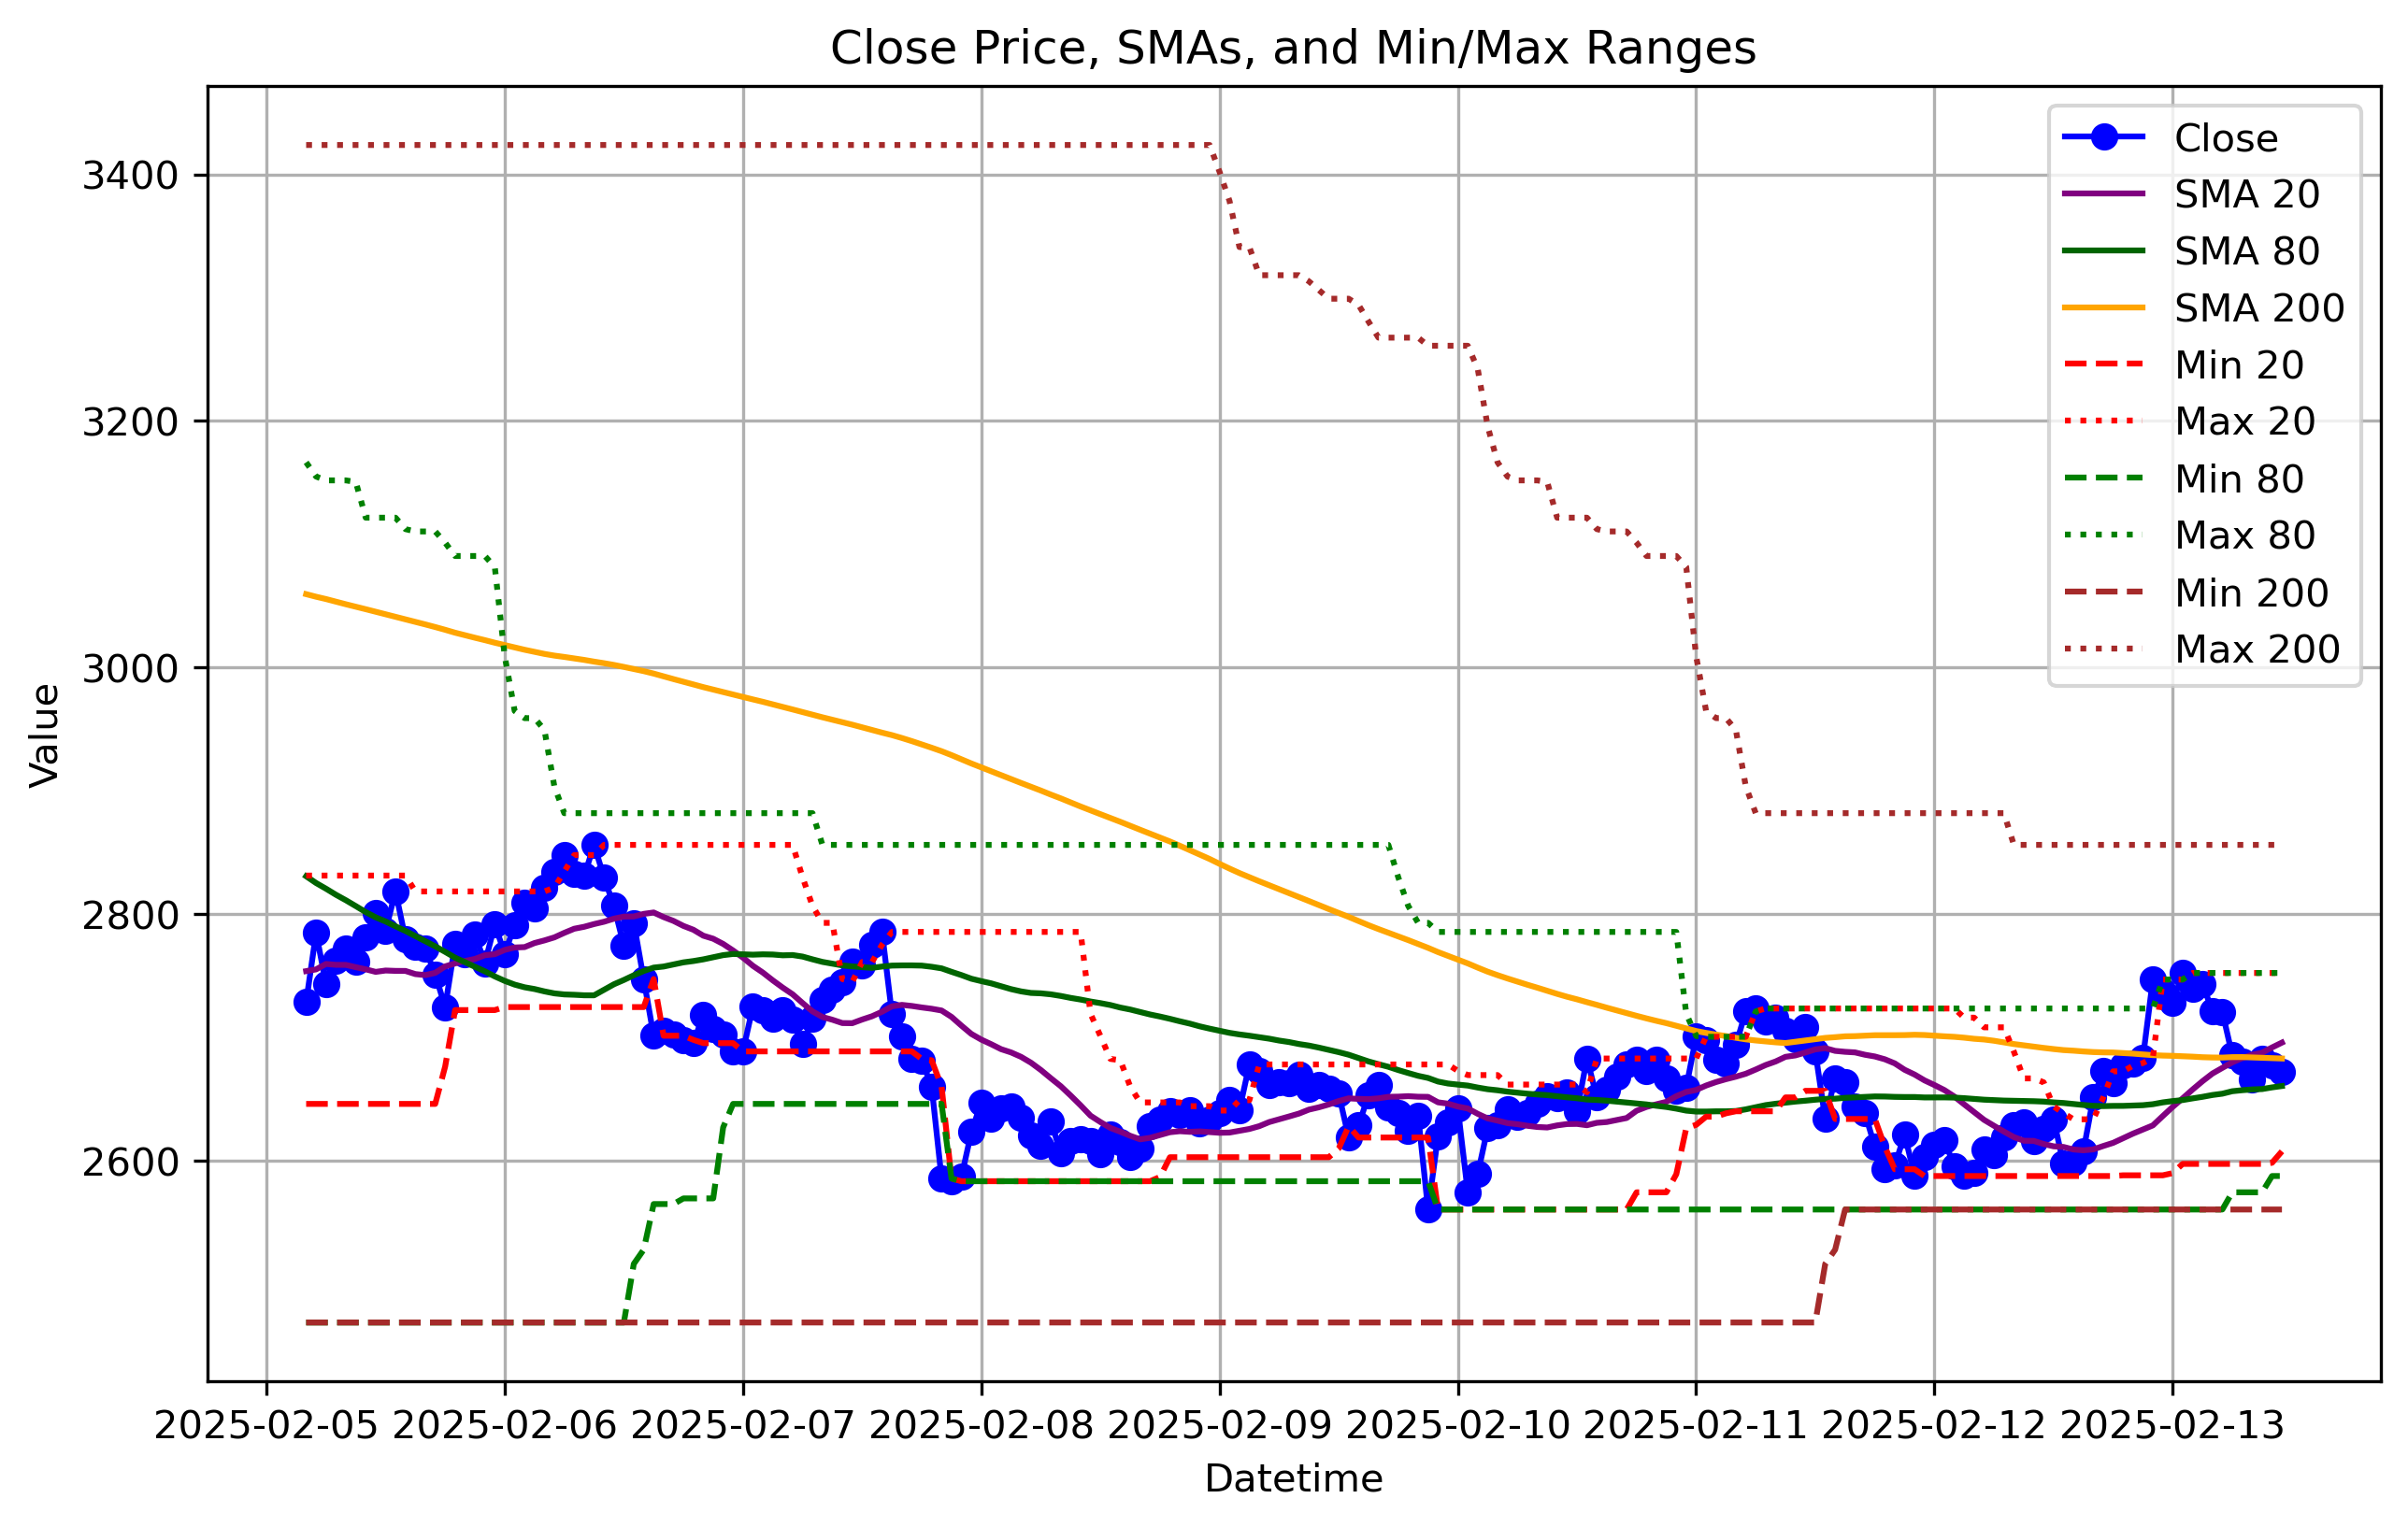 Close Price, SMAs, and Min/Max Ranges
Close
SMA 20
SMA 80
SMA 200
Min 20
Max 20
Min 80
Max 80
Min 200
Max 200
3400
3200
3000
2800
2600
Value
2025-02-05 2025-02-06 2025-02-07 2025-02-08 2025-02-09 2025-02-10 2025-02-11 2025-02-12 2025-02-13
Datetime